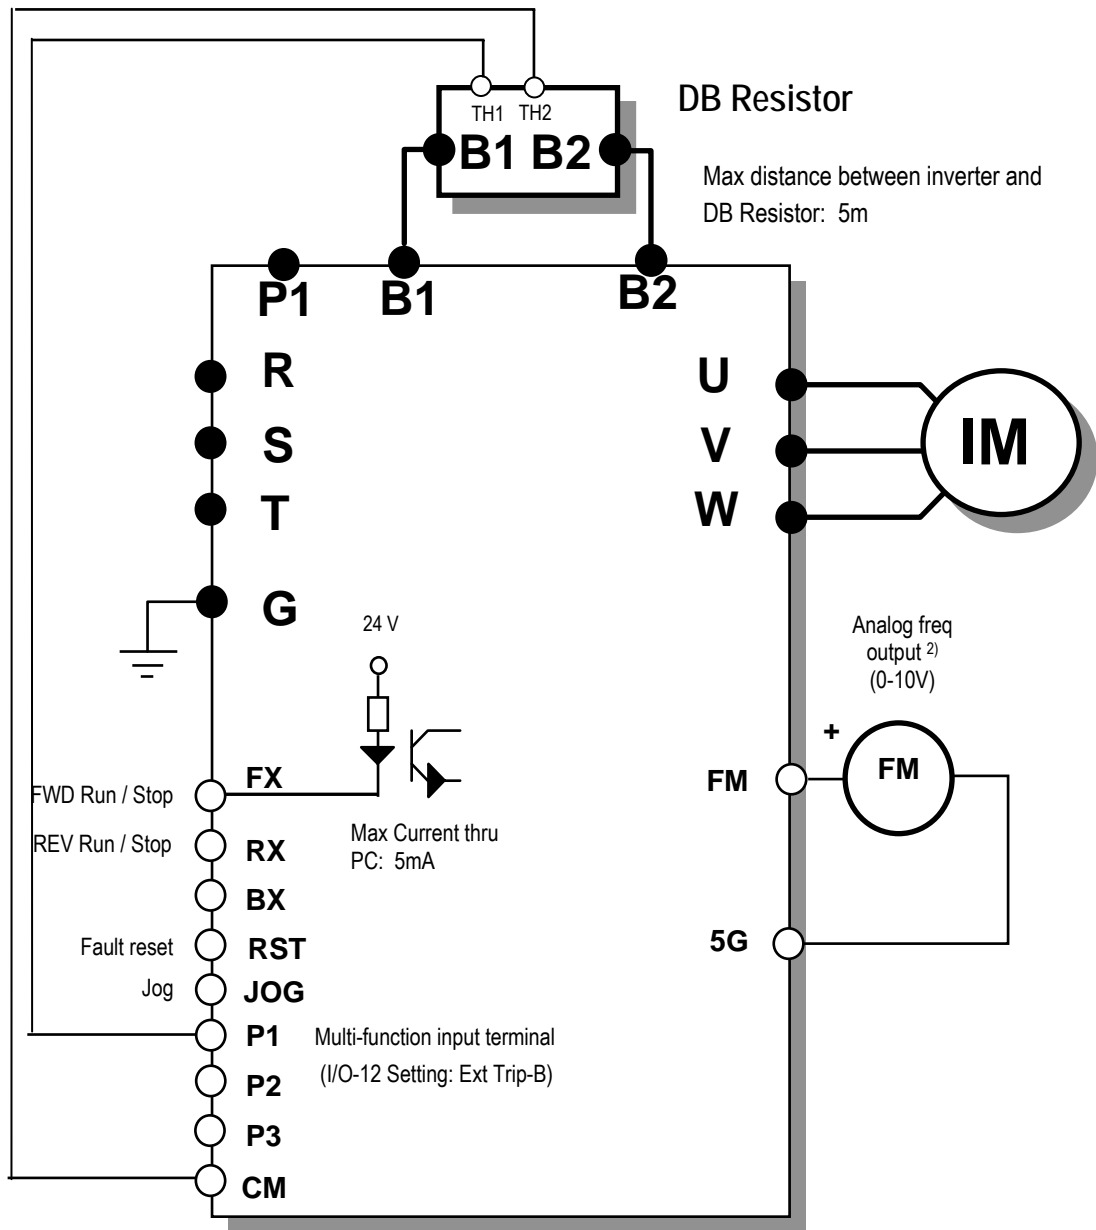 TH1 TH2
B1 B2
DB Resistor
Max distance between inverter and
DB Resistor: 5m
P1
B1
B2
R
S
T
G
U
V
W
IM
24 V
Analog freq
output 2)
(0-10V)
+
FM
FM
5G
FX
FWD Run / Stop
REV Run / Stop
RX
Max Current thru
PC: 5mA
BX
Fault reset
RST
Jog
JOG
P1
Multi-function input terminal
(I/O-12 Setting: Ext Trip-B)
P2
P3
CM